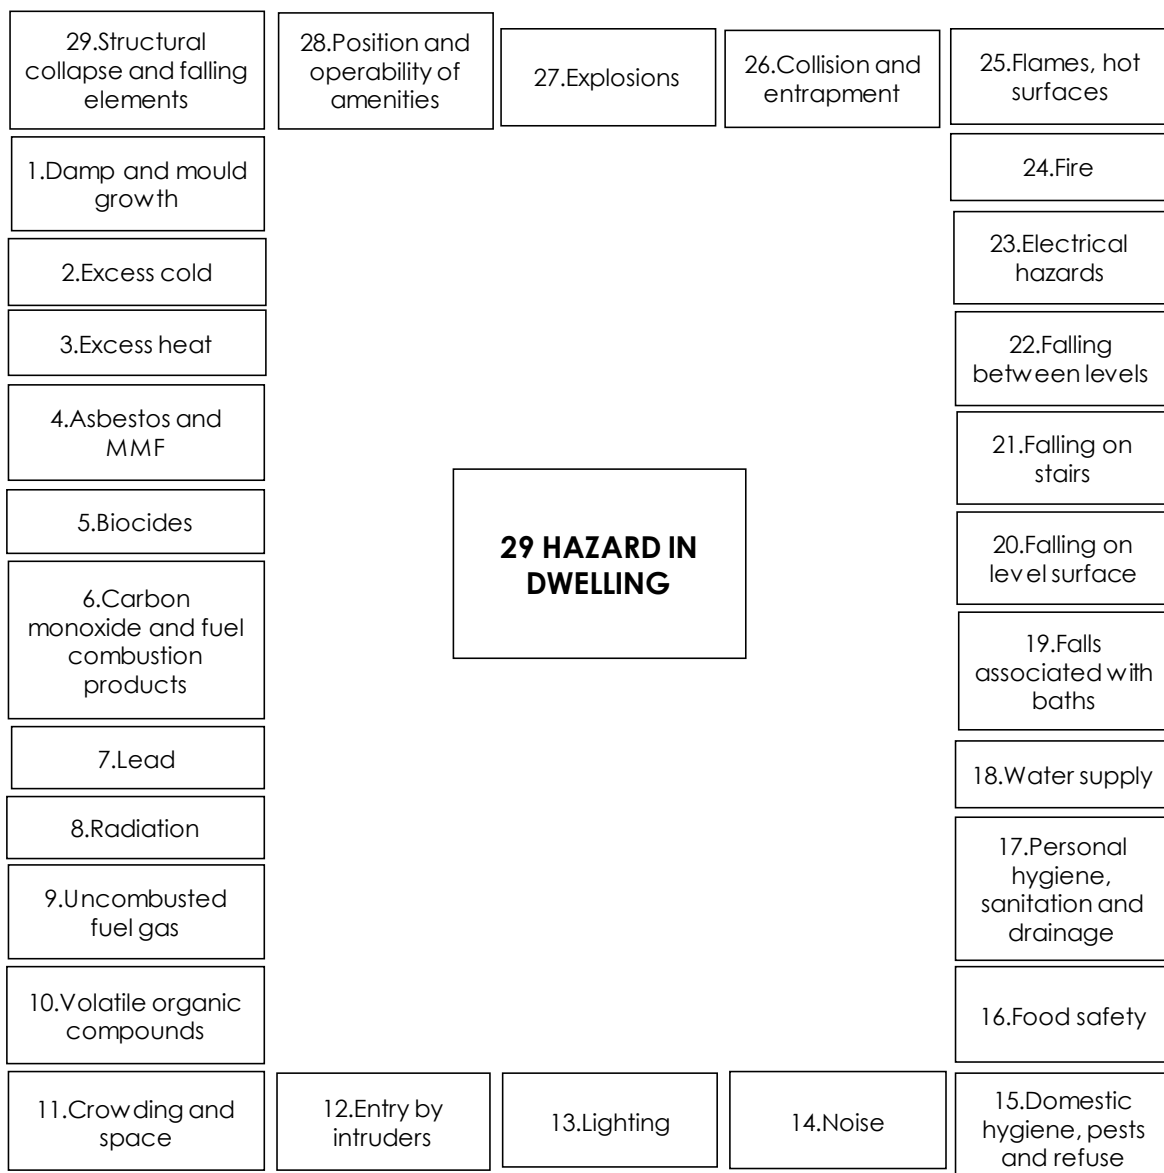 29.Structural
collapse and falling
elements
28.Position and
operability of
amenities
27.Explosions
26.Collision and
entrapment
25.Flames, hot
surfaces
1.Damp and mould
growth
24.Fire
2.Excess cold
23.Electrical
hazards
3.Excess heat
22.Falling
between levels
4.Asbestos and
MMF
21.Falling on
stairs
5.Biocides
29 HAZARD IN
DWELLING
20.Falling on
level surface
6.Carbon
monoxide and fuel
combustion
products
19.Falls
associated with
baths
7.Lead
18.Water supply
8.Radiation
17.Personal
hygiene,
sanitation and
drainage
9.Uncombusted
fuel gas
10.Volatile organic
compounds
16.Food safety
11.Crowding and
space
12.Entry by
intruders
13.Lighting
14.Noise
15.Domestic
hygiene, pests
and refuse